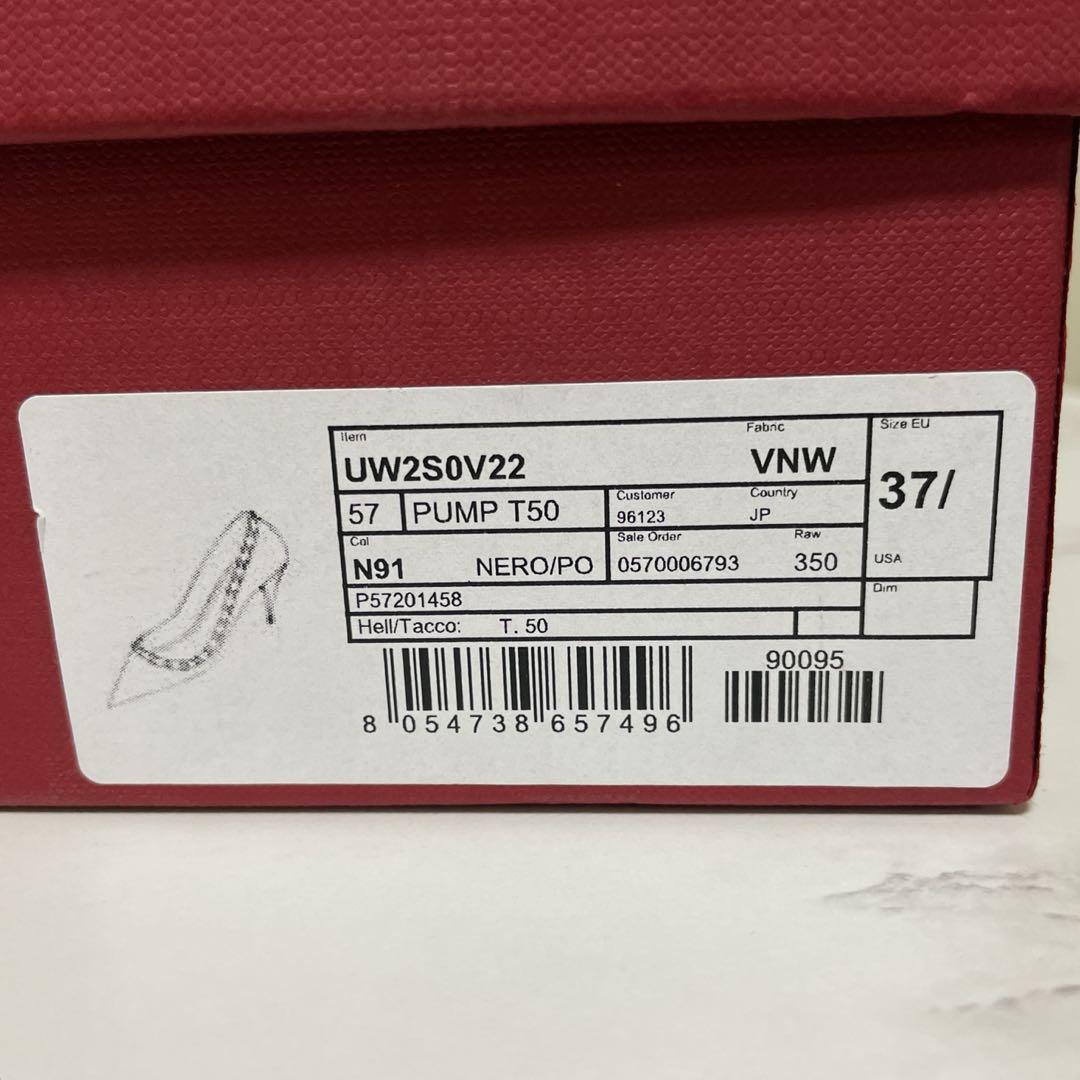 Item Fabric Size EU
UW2S0V22 VNW 37/
57 PUMP T50 Customer Country
96123 JP
Col Sale Order Raw USA
N91 NERO/PO 0570006793 350
P57201458 Dim
Hell/Tacco: T. 50
90095
8 054738 657496